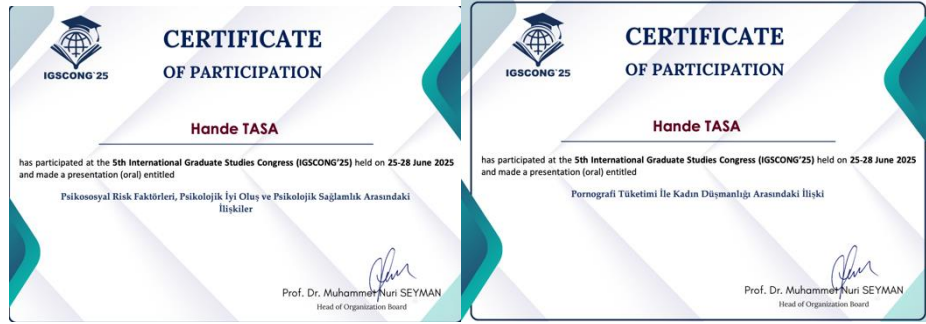 IGSCONG'25
CERTIFICATE
OF PARTICIPATION
Hande TASA
has participated at the 5th International Graduate Studies Congress (IGSCONG'25) held on 25-28 June 2025
and made a presentation (oral) entitled
Psikososyal Risk Faktörleri, Psikolojik İyi Oluş ve Psikolojik Sağlamlık Arasındaki
İlişkiler
Prof. Dr. Muhammet Nuri SEYMAN
Head of Organization Board
IGSCONG'25
CERTIFICATE
OF PARTICIPATION
Hande TASA
has participated at the 5th International Graduate Studies Congress (IGSCONG'25) held on 25-28 June 2025
and made a presentation (oral) entitled
Pornografi Tüketimi İle Kadın Düşmanlığı Arasındaki İlişki
Prof. Dr. Muhammet Nuri SEYMAN
Head of Organization Board